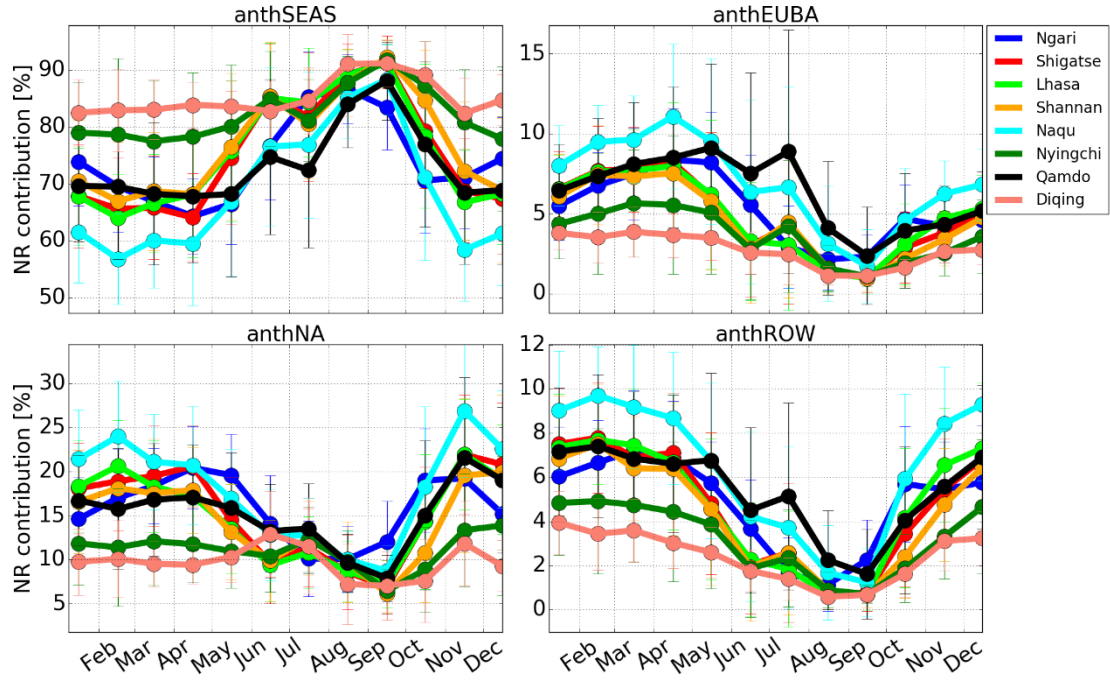 anthSEAS
anthEUBA
NR contribution [%]
90
80
70
60
50
15
10
5
0
Ngari
Shigatse
Lhasa
Shannan
Naqu
Nyingchi
Qamdo
Diqing
anthNA
anthROW
NR contribution [%]
30
25
20
15
10
5
12
10
8
6
4
2
0
Feb Mar Apr May Jun Jul Aug Sep Oct Nov Dec
Feb Mar Apr May Jun Jul Aug Sep Oct Nov Dec